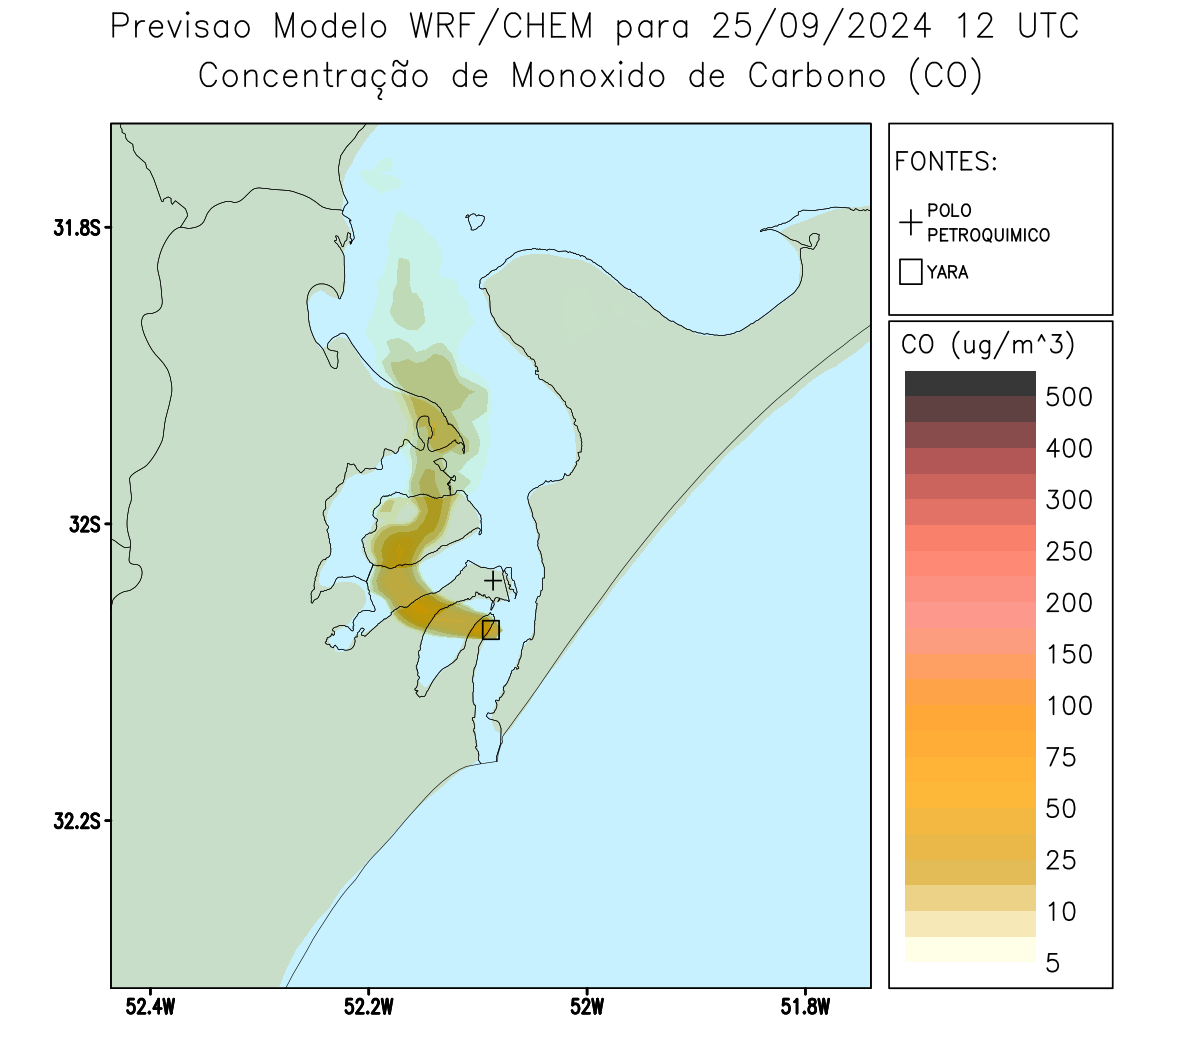 Previsao Modelo WRF/CHEM para 25/09/2024 12 UTC
Concentração de Monoxido de Carbono (CO)
FONTES:
POLO
PETROQUIMICO
YARA
CO (ug/m^3)
500
400
300
250
200
150
100
75
50
25
10
5
31.8S
32S
32.2S
52.4W
52.2W
52W
51.8W